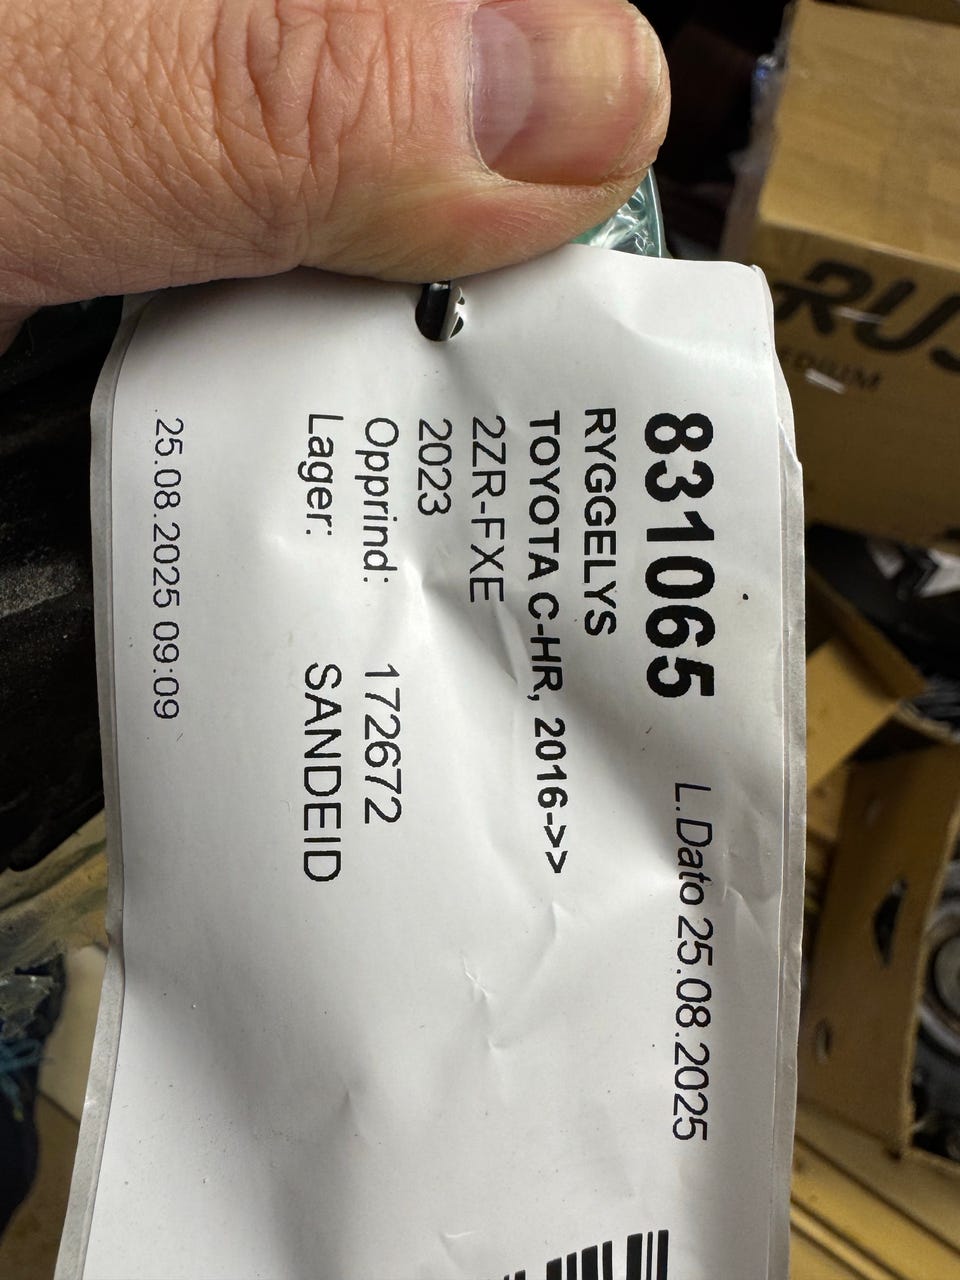 831065 L.Dato 25.08.2025
RYGGELYS
TOYOTA C-HR, 2016->>
2ZR-FXE
2023
Opprind: 172672
Lager: SANDEID
25.08.2025 09:09